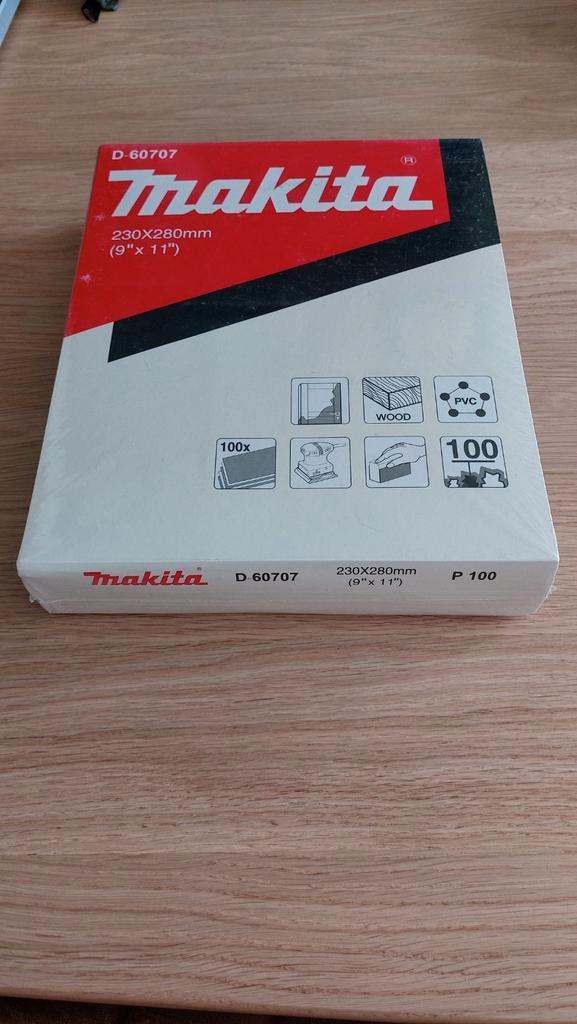 D-60707
makita®
230X280mm
(9"x 11")
WOOD
PVC
100x
100
makita® D-60707 230X280mm (9"x 11") P 100